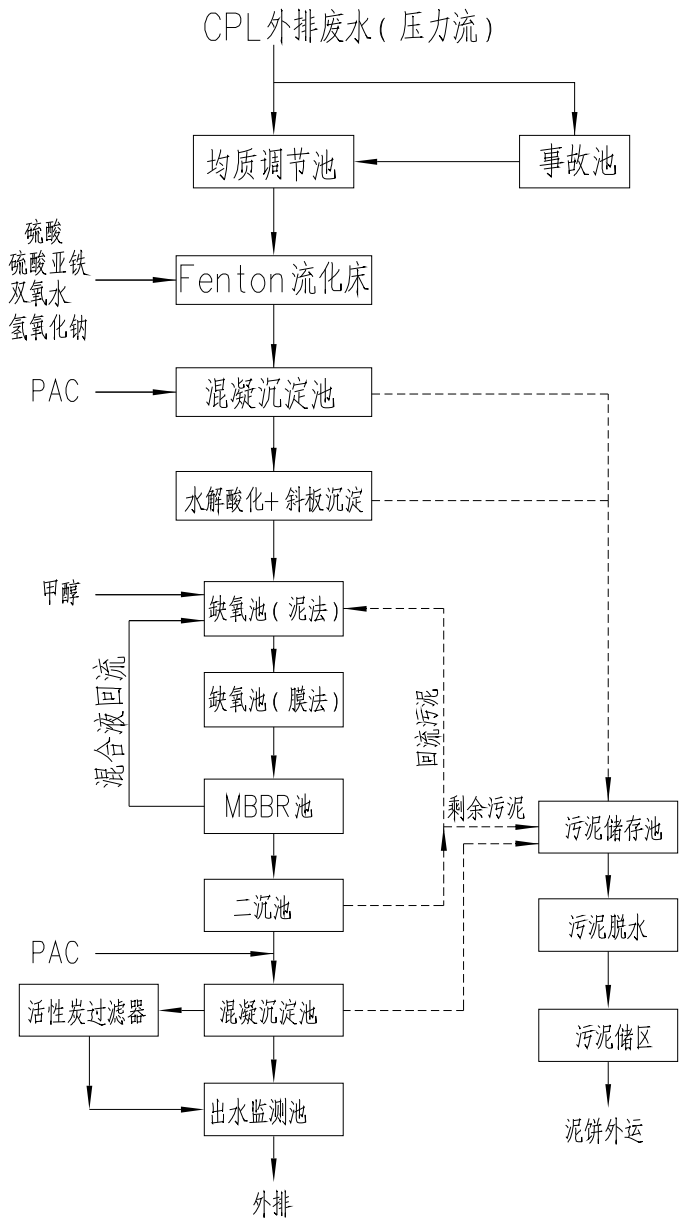 CPL外排废水(压力流)
均质调节池
事故池
硫酸
硫酸亚铁
双氧水
氢氧化钠
Fenton流化床
PAC
混凝沉淀池
水解酸化+斜板沉淀
甲醇
缺氧池(泥法)
混合液回流
缺氧池(膜法)
回流污泥
MBBR池
剩余污泥
污泥储存池
二沉池
污泥脱水
PAC
活性炭过滤器
混凝沉淀池
污泥储区
出水监测池
泥饼外运
外排